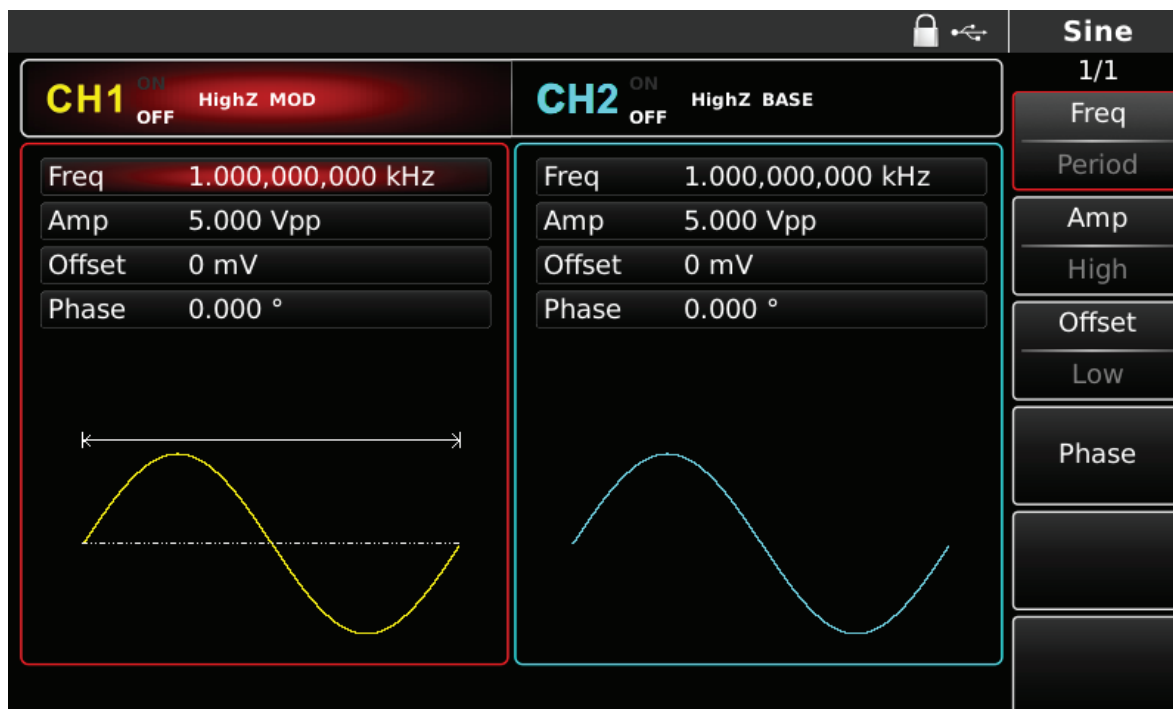 Sine
1/1
CH1 ON OFF HighZ MOD
CH2 ON OFF HighZ BASE
Freq 1.000,000,000 kHz
Amp 5.000 Vpp
Offset 0 mV
Phase 0.000 °
Freq 1.000,000,000 kHz
Amp 5.000 Vpp
Offset 0 mV
Phase 0.000 °
Freq
Period
Amp
High
Offset
Low
Phase